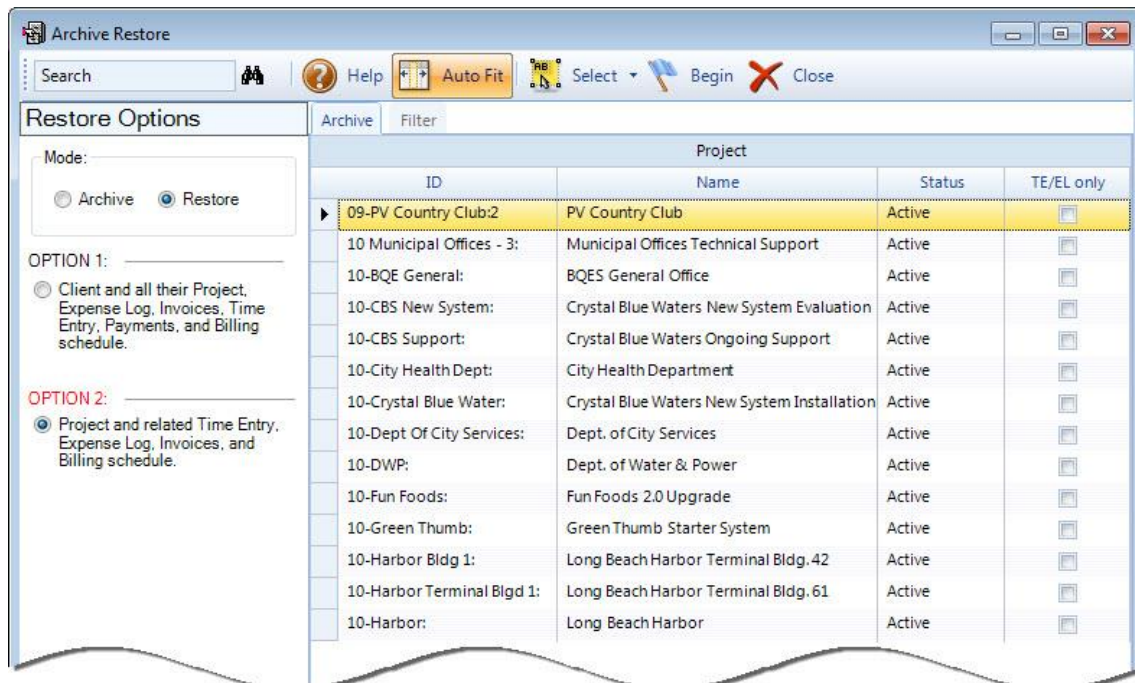 Archive Restore
Search Help Auto Fit Select Begin Close
Restore Options
Mode:
Archive Restore
OPTION 1:
Client and all their Project,
Expense Log, Invoices, Time
Entry, Payments, and Billing
schedule.
OPTION 2:
Project and related Time Entry,
Expense Log, Invoices, and
Billing schedule.
Archive Filter
Project
ID Name Status TE/EL only
09-PV Country Club:2 PV Country Club Active
10 Municipal Offices - 3: Municipal Offices Technical Support Active
10-BQE General: BQES General Office Active
10-CBS New System: Crystal Blue Waters New System Evaluation Active
10-CBS Support: Crystal Blue Waters Ongoing Support Active
10-City Health Dept: City Health Department Active
10-Crystal Blue Water: Crystal Blue Waters New System Installation Active
10-Dept Of City Services: Dept. of City Services Active
10-DWP: Dept. of Water & Power Active
10-Fun Foods: Fun Foods 2.0 Upgrade Active
10-Green Thumb: Green Thumb Starter System Active
10-Harbor Bldg 1: Long Beach Harbor Terminal Bldg. 42 Active
10-Harbor Terminal Blgd 1: Long Beach Harbor Terminal Bldg. 61 Active
10-Harbor: Long Beach Harbor Active